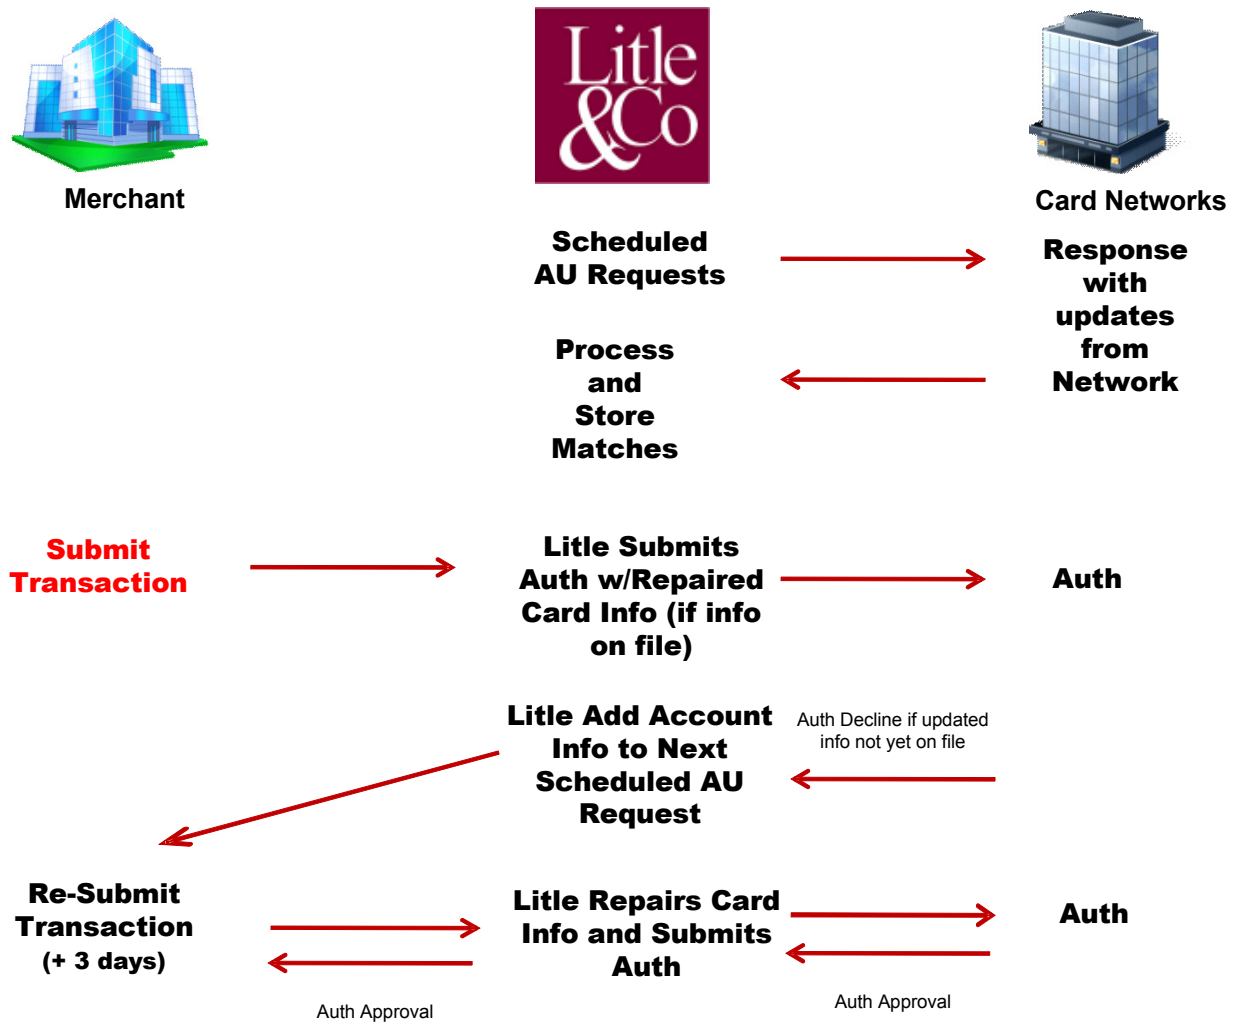 Litle
&Co
Merchant
Card Networks
Scheduled
AU Requests
Response
with
updates
from
Network
Process
and
Store
Matches
Submit
Transaction
Litle Submits
Auth w/Repaired
Card Info (if info
on file)
Auth
Litle Add Account
Info to Next
Scheduled AU
Request
Auth Decline if updated
info not yet on file
Re-Submit
Transaction
(+ 3 days)
Litle Repairs Card
Info and Submits
Auth
Auth
Auth Approval
Auth Approval